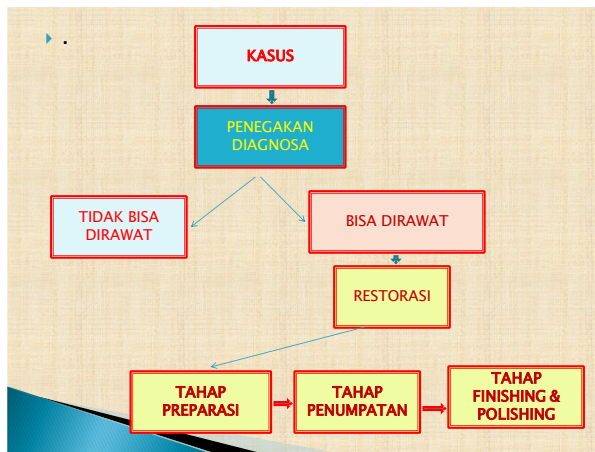 .
KASUS
PENEGAKAN
DIAGNOSA
TIDAK BISA
DIRAWAT
BISA DIRAWAT
RESTORASI
TAHAP
PREPARASI
TAHAP
PENUMPATAN
TAHAP
FINISHING &
POLISHING